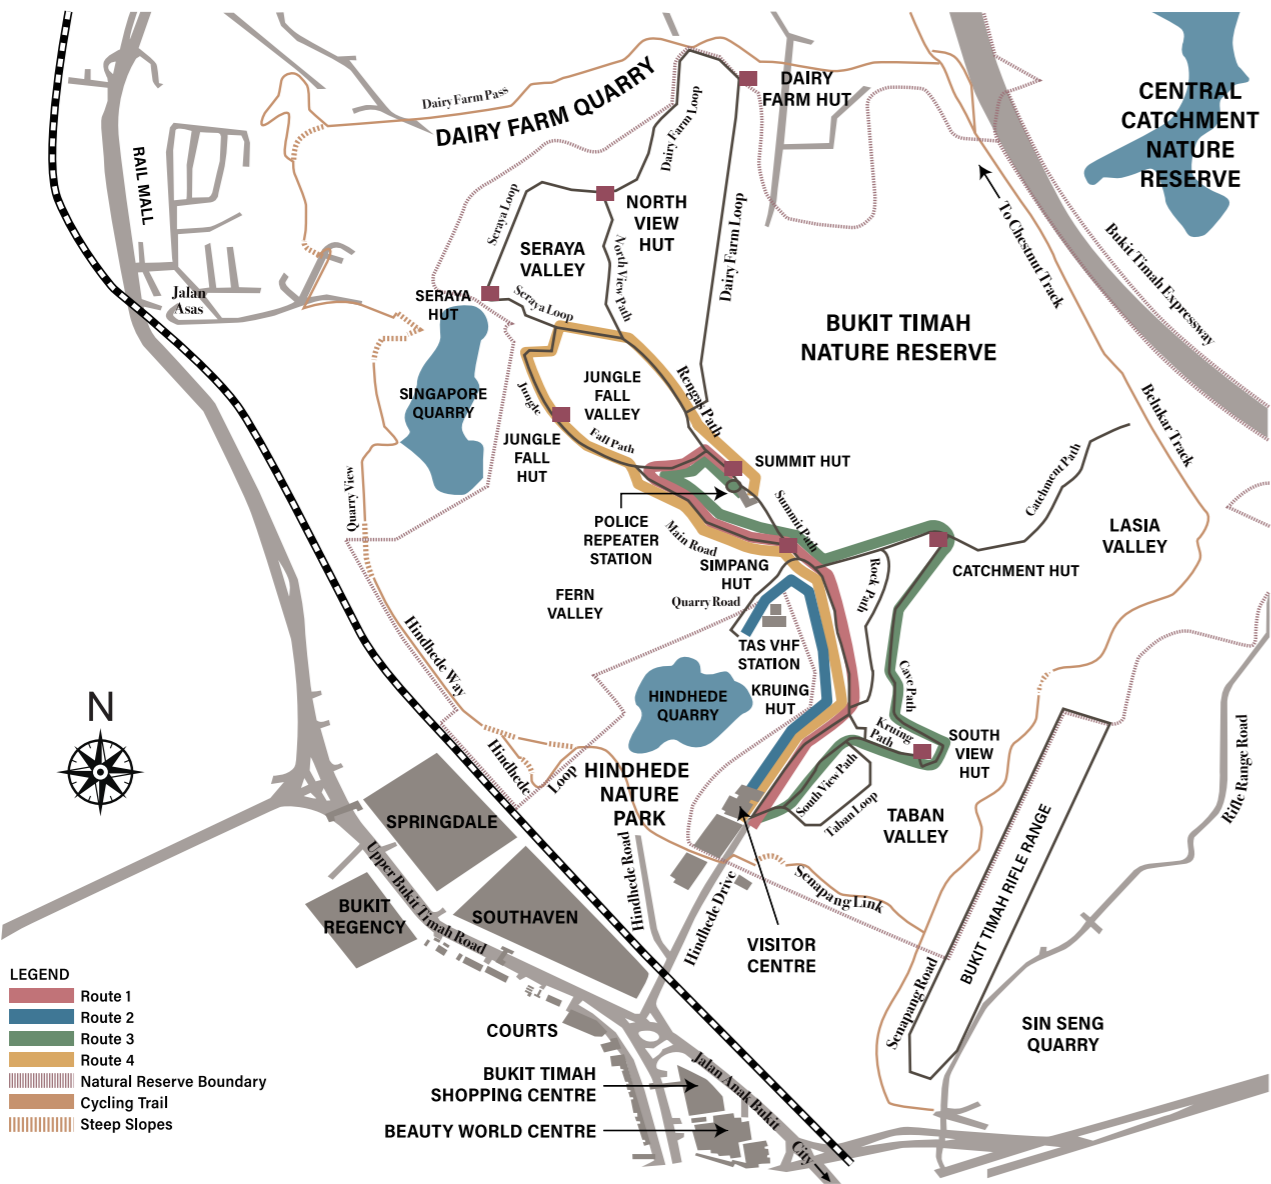 Dairy Farm Pass
DAIRY FARM QUARRY
DAIRY
FARM HUT
CENTRAL
CATCHMENT
NATURE
RESERVE
RAIL MALL
Dairy Farm Loop
Seraya Loop
NORTH
VIEW
HUT
SERAYA
VALLEY
North View Path
Dairy Farm Loop
To Chestnut Track
Bukit Timah Expressway
Jalan
Asas
SERAYA
HUT
Seraya Loop
BUKIT TIMAH
NATURE RESERVE
SINGAPORE
QUARRY
JUNGLE
FALL
VALLEY
Rengas Path
Jungle
Fall Path
JUNGLE
FALL
HUT
Belukar Track
SUMMIT HUT
Catchment Path
Quarry View
POLICE
REPEATER
STATION
Summit Path
Main Road
SIMPANG
HUT
LASIA
VALLEY
CATCHMENT HUT
Rock Path
FERN
VALLEY
Quarry Road
TAS VHF
STATION
Hindhede Way
HINDHEDE
QUARRY
KRUING
HUT
Cave Path
Kruing
Path
SOUTH
VIEW
HUT
N
Hindhede
Loop
HINDHEDE
NATURE
PARK
South View Path
Taban Loop
TABAN
VALLEY
Rifle Range Road
SPRINGDALE
BUKIT TIMAH RIFLE RANGE
Upper Bukit Timah Road
BUKIT
REGENCY
SOUTHAVEN
Hindhede Road
Hindhede Drive
Senapang Link
VISITOR
CENTRE
Senapang Road
SIN SENG
QUARRY
LEGEND
Route 1
Route 2
Route 3
Route 4
Natural Reserve Boundary
Cycling Trail
Steep Slopes
COURTS
BUKIT TIMAH
SHOPPING CENTRE
BEAUTY WORLD CENTRE
Jalan Anak Bukit
City